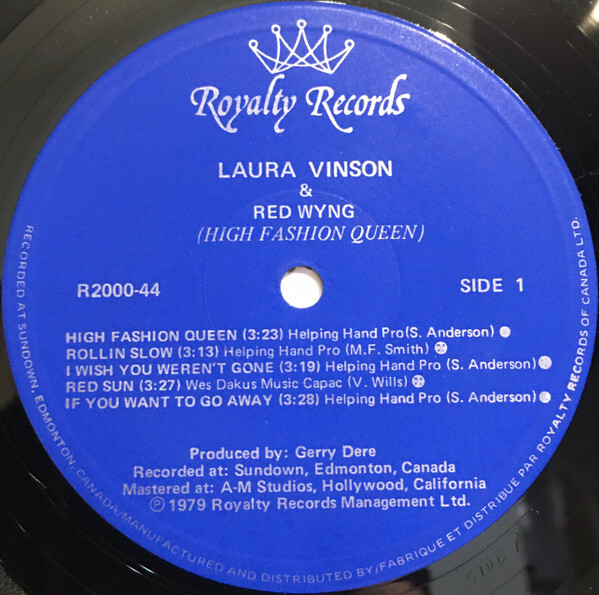 Royalty Records
LAURA VINSON
&
RED WYNG
(HIGH FASHION QUEEN)
R2000-44
SIDE 1
HIGH FASHION QUEEN (3:23) Helping Hand Pro(S. Anderson)
ROLLIN SLOW (3:13) Helping Hand Pro (M.F. Smith)
I WISH YOU WEREN'T GONE (3:19) Helping Hand Pro (S. Anderson)
RED SUN (3:27) Wes Dakus Music Capac (V. Wills)
IF YOU WANT TO GO AWAY (3:28) Helping Hand Pro (S. Anderson)
Produced by: Gerry Dere
Recorded at: Sundown, Edmonton, Canada
Mastered at: A-M Studios, Hollywood, California
Ⓟ 1979 Royalty Records Management Ltd.
RECORDED AT SUNDOWN, EDMONTON, CANADA/MANUFACTURED AND DISTRIBUTED BY/FABRIQUE ET DISTRIBUE PAR ROYALTY RECORDS OF CANADA LTD.